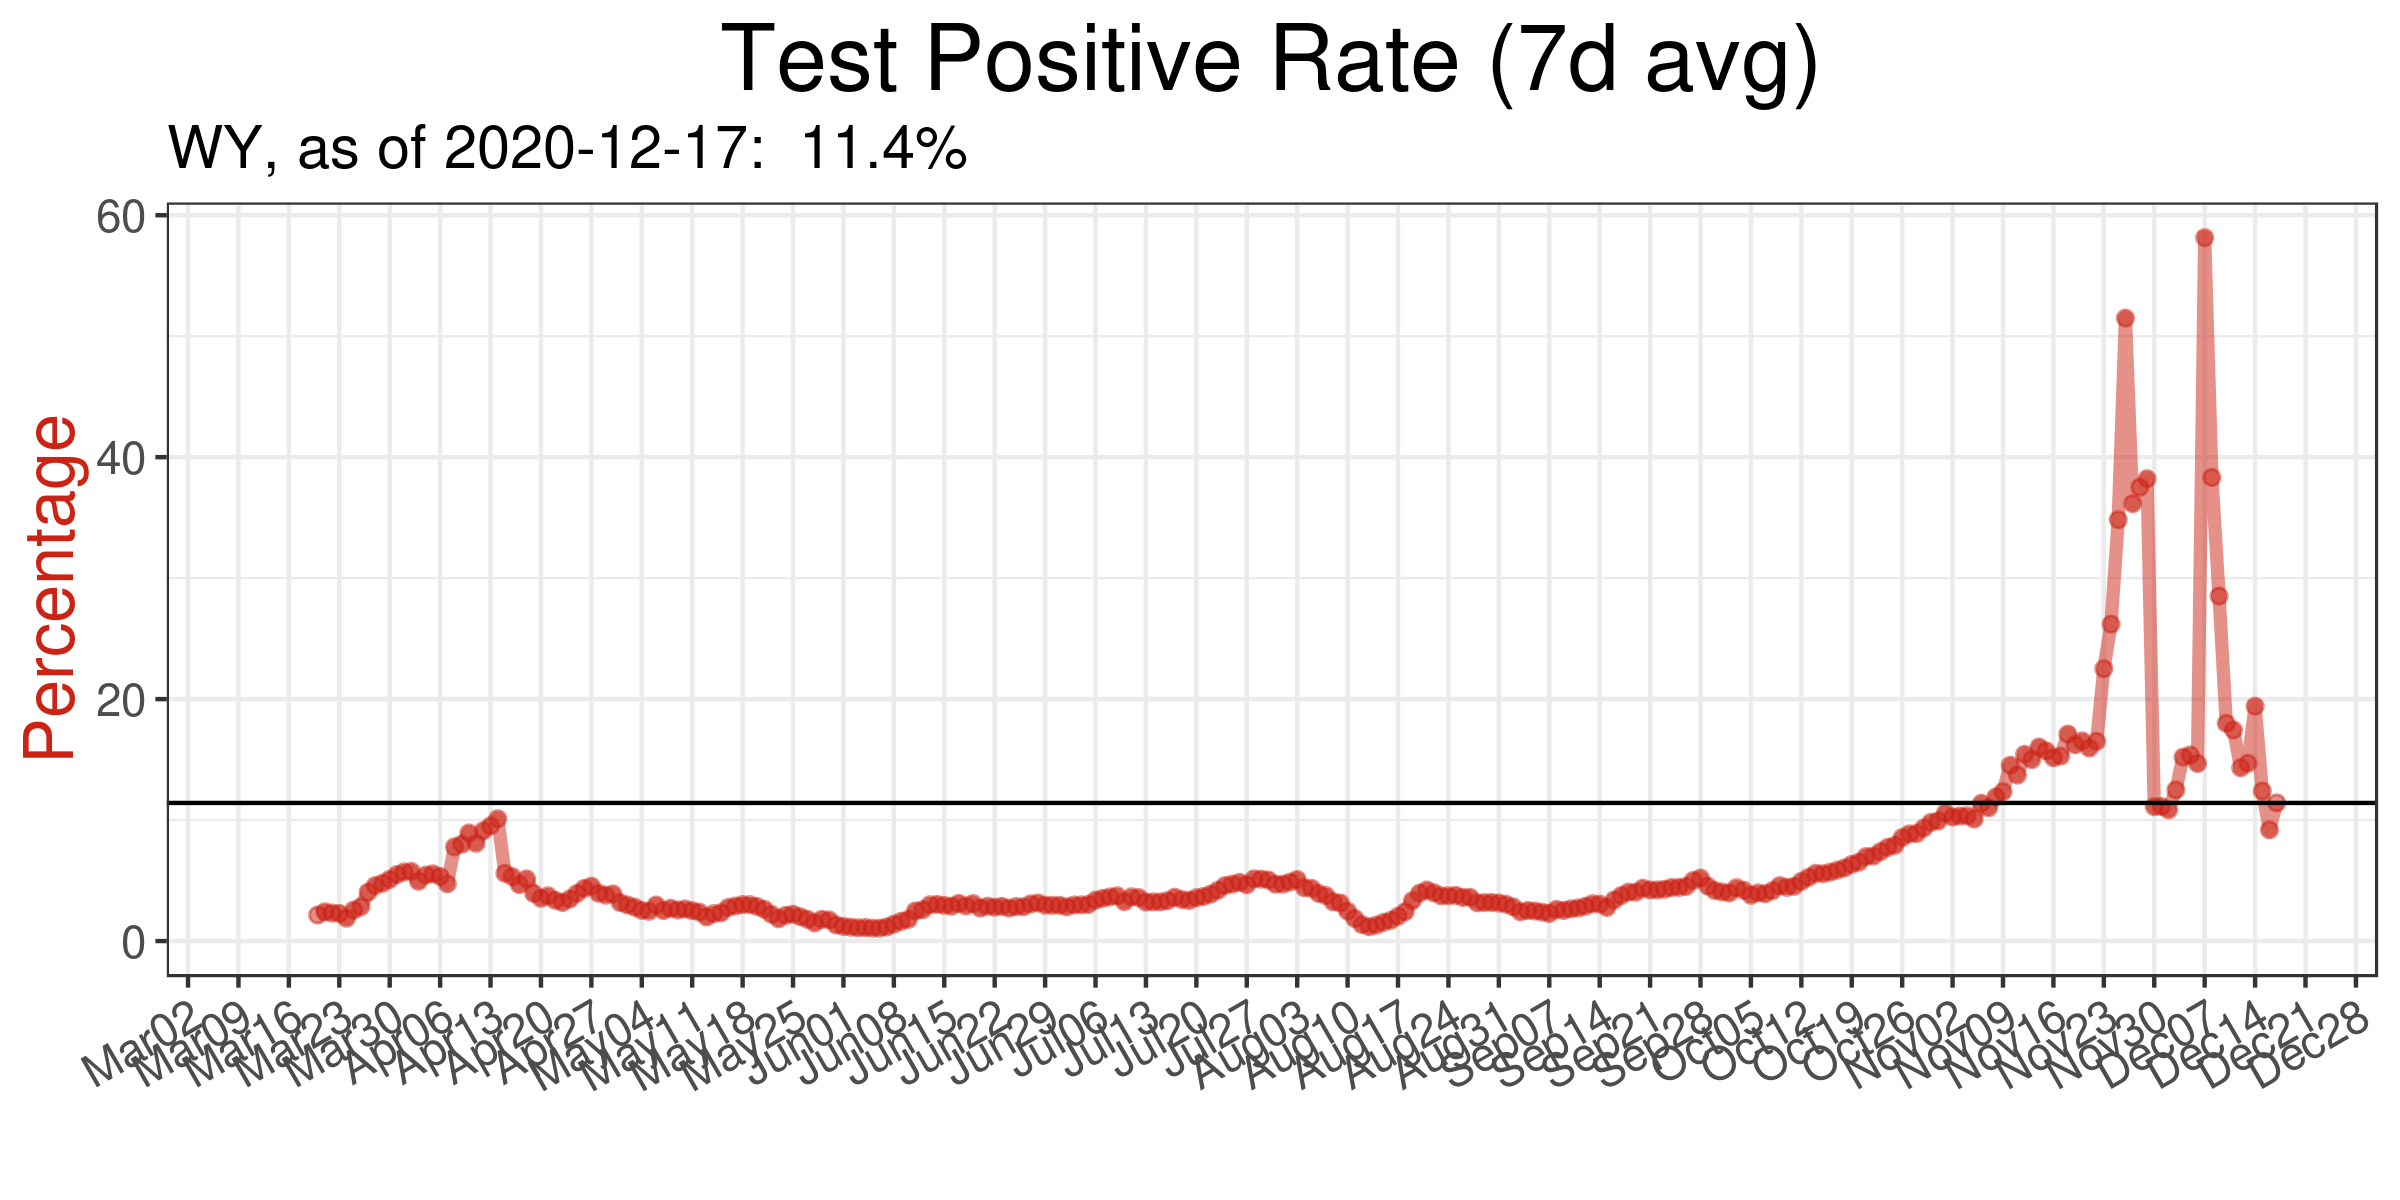 Test Positive Rate (7d avg)
WY, as of 2020-12-17:  11.4%
Percentage
60
40
20
0
Mar02
Mar09
Mar16
Mar23
Mar30
Apr06
Apr13
Apr20
Apr27
May04
May11
May18
May25
Jun01
Jun08
Jun15
Jun22
Jun29
Jul06
Jul13
Jul20
Jul27
Aug03
Aug10
Aug17
Aug24
Aug31
Sep07
Sep14
Sep21
Sep28
Oct05
Oct12
Oct19
Oct26
Nov02
Nov09
Nov16
Nov23
Nov30
Dec07
Dec14
Dec21
Dec28